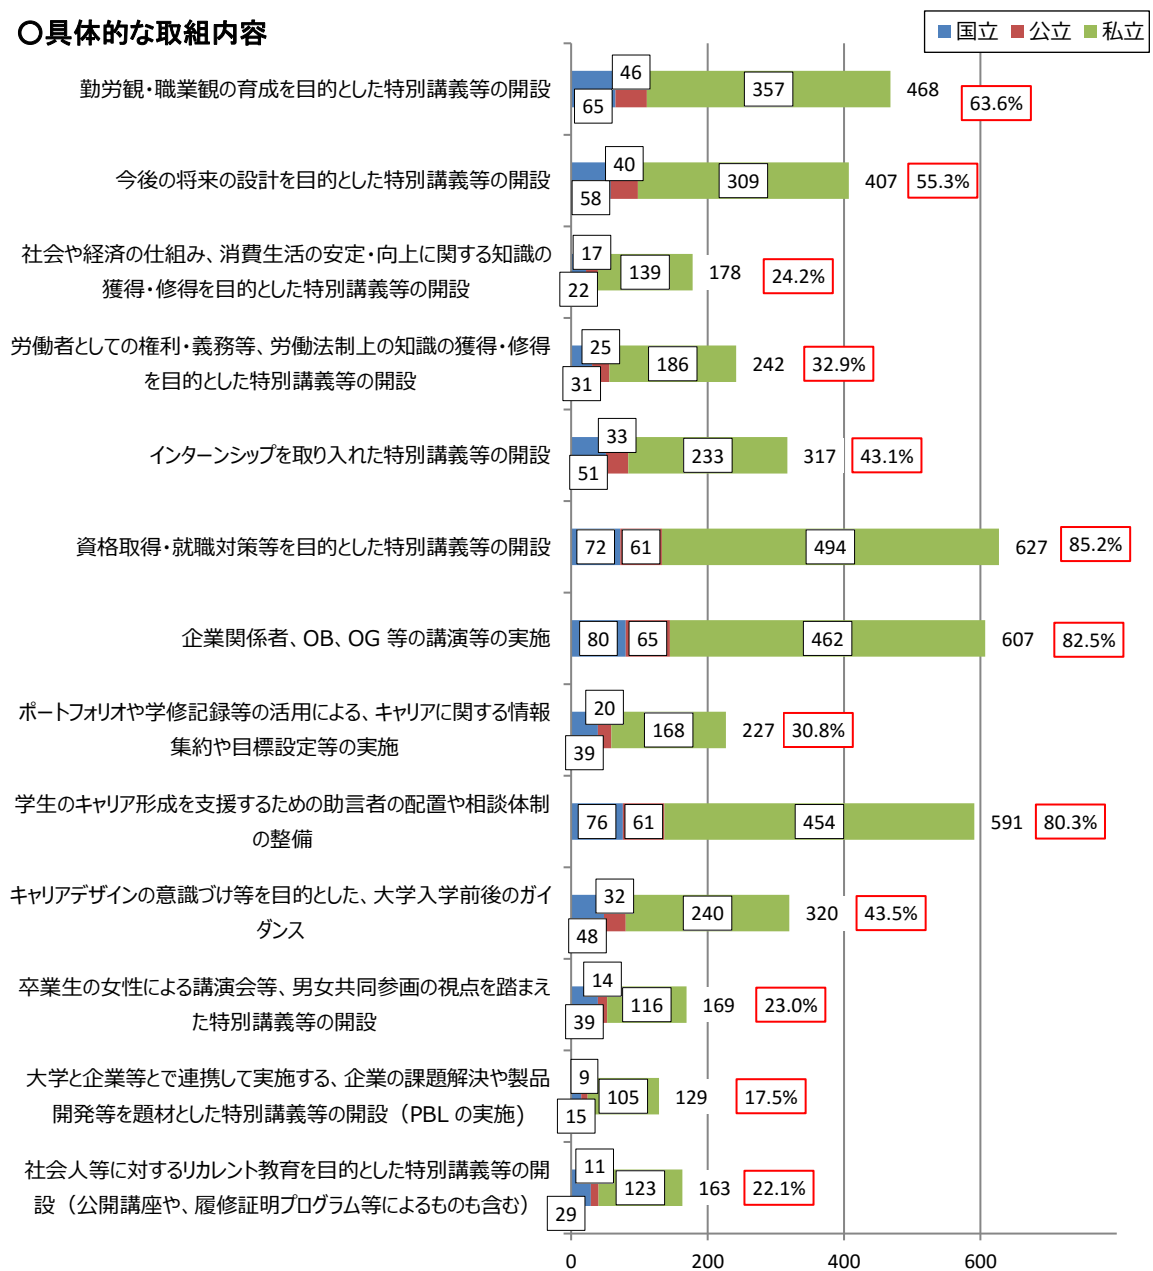 ○具体的な取組内容
国立 公立 私立
勤労観・職業観の育成を目的とした特別講義等の開設
46
65
357
468
63.6%
今後の将来の設計を目的とした特別講義等の開設
40
58
309
407
55.3%
社会や経済の仕組み、消費生活の安定・向上に関する知識の
獲得・修得を目的とした特別講義等の開設
17
22
139
178
24.2%
労働者としての権利・義務等、労働法制上の知識の獲得・修得
を目的とした特別講義等の開設
25
31
186
242
32.9%
インターンシップを取り入れた特別講義等の開設
33
51
233
317
43.1%
資格取得・就職対策等を目的とした特別講義等の開設
72
61
494
627
85.2%
企業関係者、OB、OG 等の講演等の実施
80
65
462
607
82.5%
ポートフォリオや学修記録等の活用による、キャリアに関する情報
集約や目標設定等の実施
20
39
168
227
30.8%
学生のキャリア形成を支援するための助言者の配置や相談体制
の整備
76
61
454
591
80.3%
キャリアデザインの意識づけ等を目的とした、大学入学前後のガイ
ダンス
32
48
240
320
43.5%
卒業生の女性による講演会等、男女共同参画の視点を踏まえ
た特別講義等の開設
14
39
116
169
23.0%
大学と企業等とで連携して実施する、企業の課題解決や製品
開発等を題材とした特別講義等の開設（PBL の実施）
9
15
105
129
17.5%
社会人等に対するリカレント教育を目的とした特別講義等の開
設（公開講座や、履修証明プログラム等によるものも含む）
11
29
123
163
22.1%
0 200 400 600